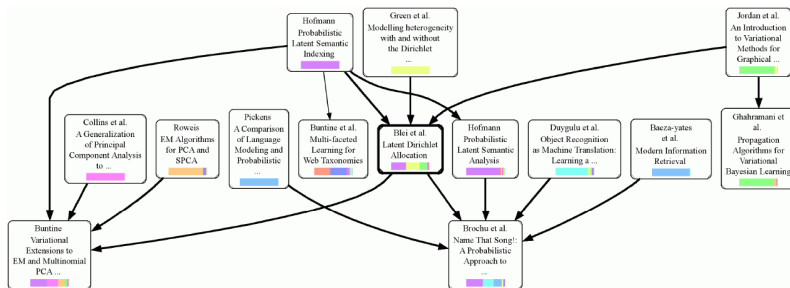 Hofmann
Probabilistic
Latent Semantic
Indexing
Green et al.
Modelling heterogeneity
with and without
the Dirichlet
...
Jordan et al.
An Introduction
to Variational
Methods for
Graphical ...
Collins et al.
A Generalization
of Principal
Component Analysis
to ...
Roweis
EM Algorithms
for PCA and
SPCA
Pickens
A Comparison
of Language
Modeling and
Probabilistic
...
Buntine et al.
Multi-faceted
Learning for
Web Taxonomies
Blei et al.
Latent Dirichlet
Allocation
Hofmann
Probabilistic
Latent Semantic
Analysis
Duygulu et al.
Object Recognition
as Machine Translation:
Learning a ...
Baeza-yates
et al.
Modern Information
Retrieval
Ghahramani et
al.
Propagation
Algorithms for
Variational
Bayesian Learning
Buntine
Variational
Extensions to
EM and Multinomial
PCA ...
Brochu et al.
Name That Song!:
A Probabilistic
Approach to
...